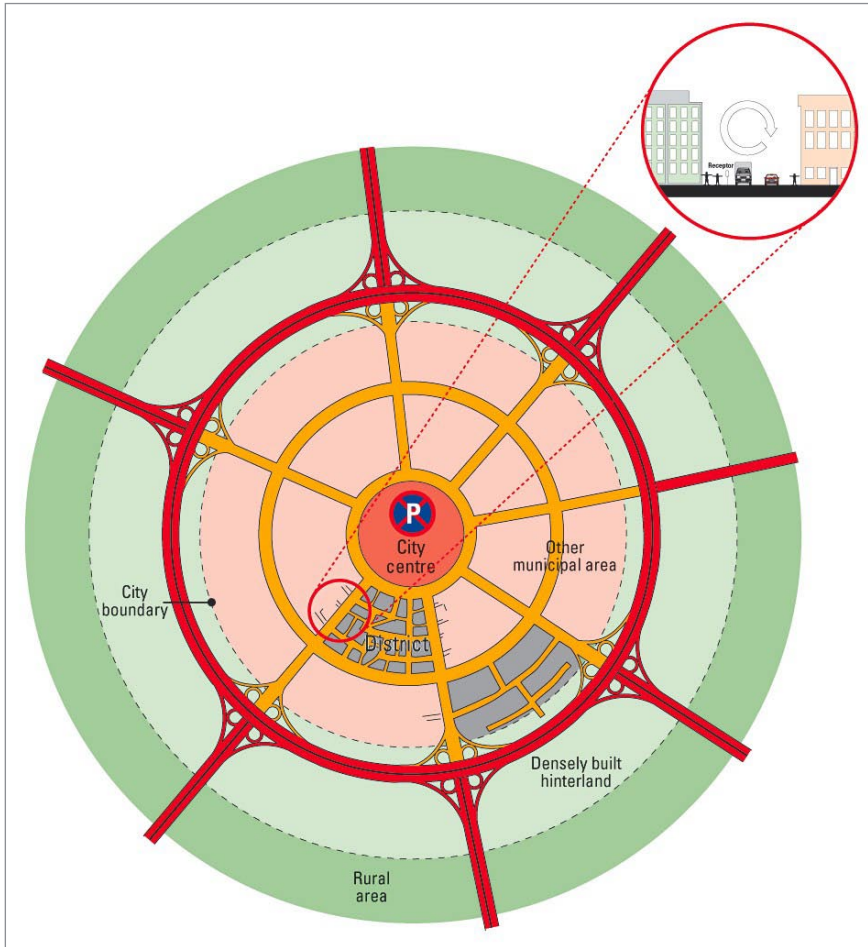 Receptor
P
City
centre
Other
municipal area
City
boundary
District
Densely built
hinterland
Rural
area